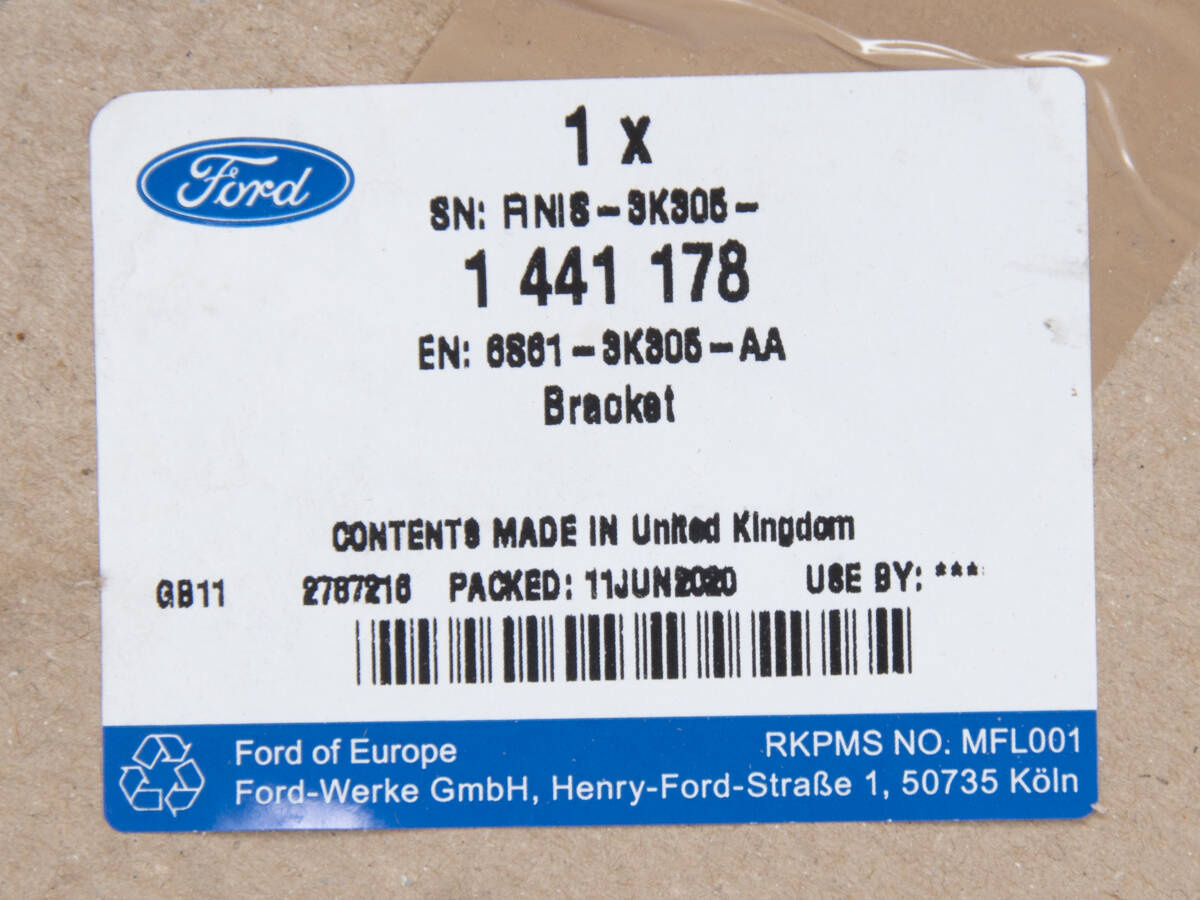 Ford
1 x
SN: FINIS-3K305-
1 441 178
EN: 6S61-3K305-AA
Bracket
CONTENTS MADE IN United Kingdom
GB11 2787216 PACKED: 11JUN2020 USE BY: ***
Ford of Europe RKPMS NO. MFL001
Ford-Werke GmbH, Henry-Ford-Straße 1, 50735 Köln